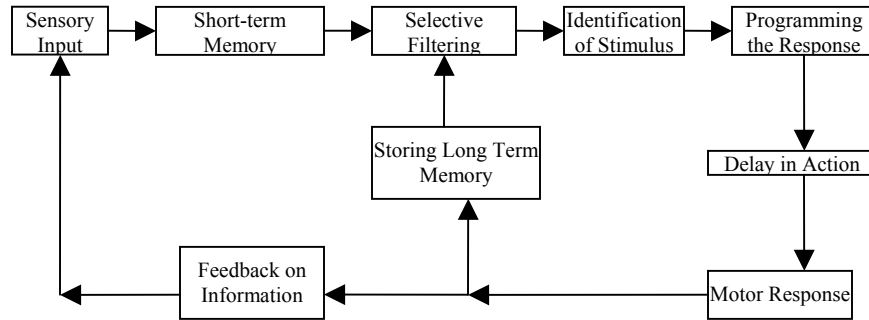 Sensory
Input
Short-term
Memory
Selective
Filtering
Identification
of Stimulus
Programming
the Response
Storing Long Term
Memory
Delay in Action
Feedback on
Information
Motor Response